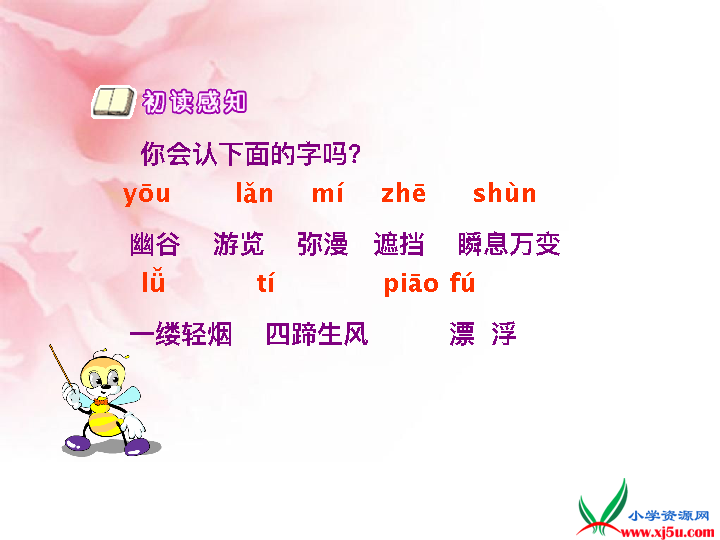 初读感知
你会认下面的字吗?
yōu lǎn mí zhē shùn
幽谷 游览 弥漫 遮挡 瞬息万变
lǚ tí piāo fú
一缕轻烟 四蹄生风 漂 浮
小学资源网
www.xj5u.com